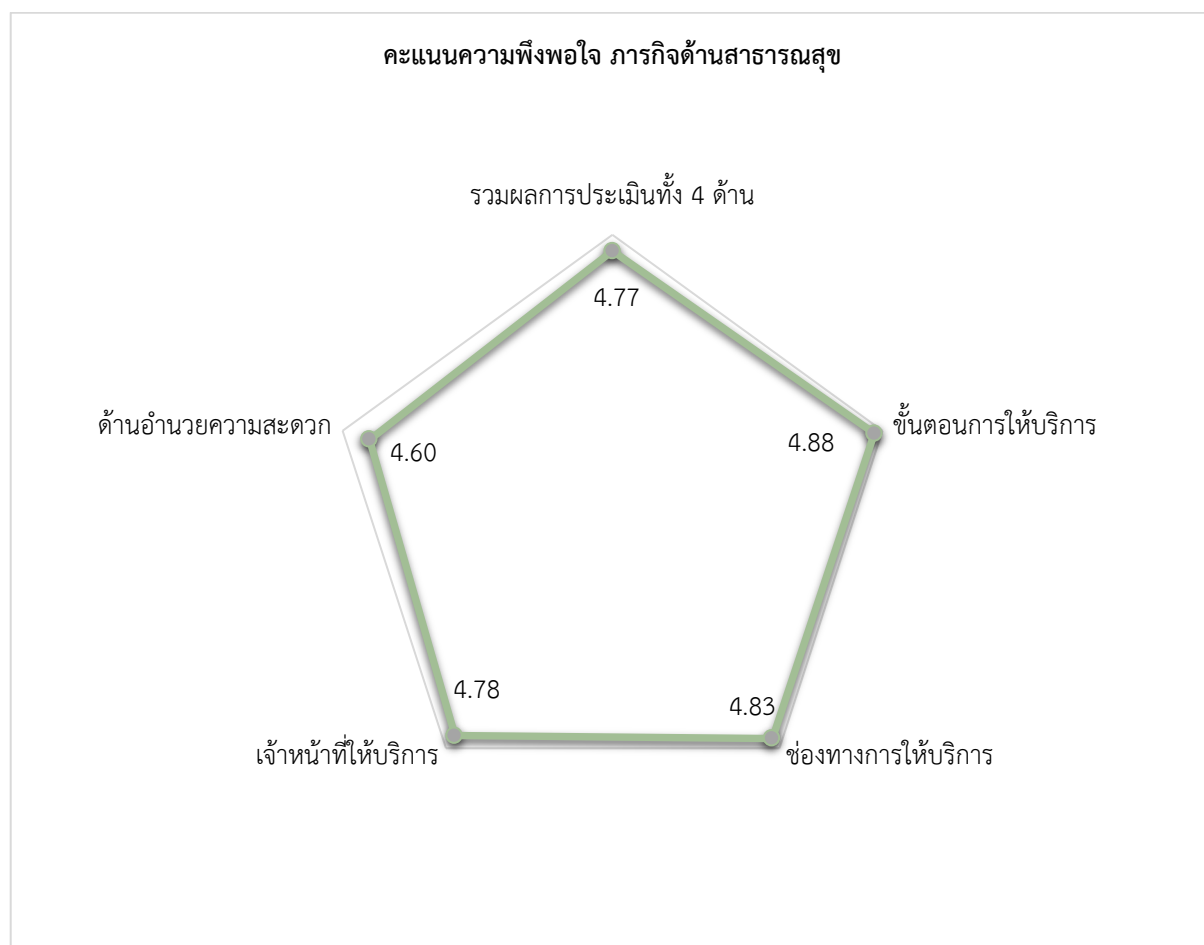 คะแนนความพึงพอใจ ภารกิจด้านสาธารณสุข
รวมผลการประเมินทั้ง 4 ด้าน
4.77
ด้านอำนวยความสะดวก
4.60
4.88
ขั้นตอนการให้บริการ
4.78
4.83
เจ้าหน้าที่ให้บริการ
ช่องทางการให้บริการ